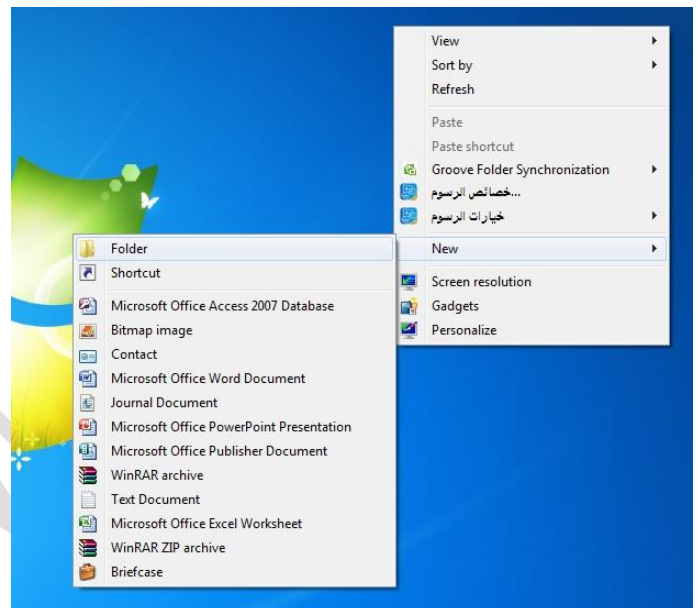 View
Sort by
Refresh
Paste
Paste shortcut
Groove Folder Synchronization
خصائص الرسوم...
خيارات الرسوم
New
Screen resolution
Gadgets
Personalize
Folder
Shortcut
Microsoft Office Access 2007 Database
Bitmap image
Contact
Microsoft Office Word Document
Journal Document
Microsoft Office PowerPoint Presentation
Microsoft Office Publisher Document
WinRAR archive
Text Document
Microsoft Office Excel Worksheet
WinRAR ZIP archive
Briefcase